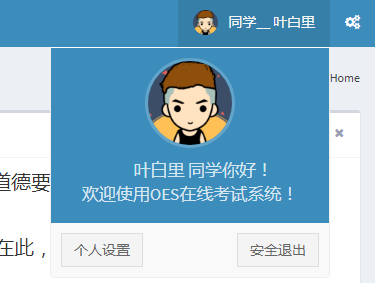 同学__ 叶白里
Home
叶白里 同学你好！
道德要
欢迎使用OES在线考试系统！
在此，
个人设置
安全退出